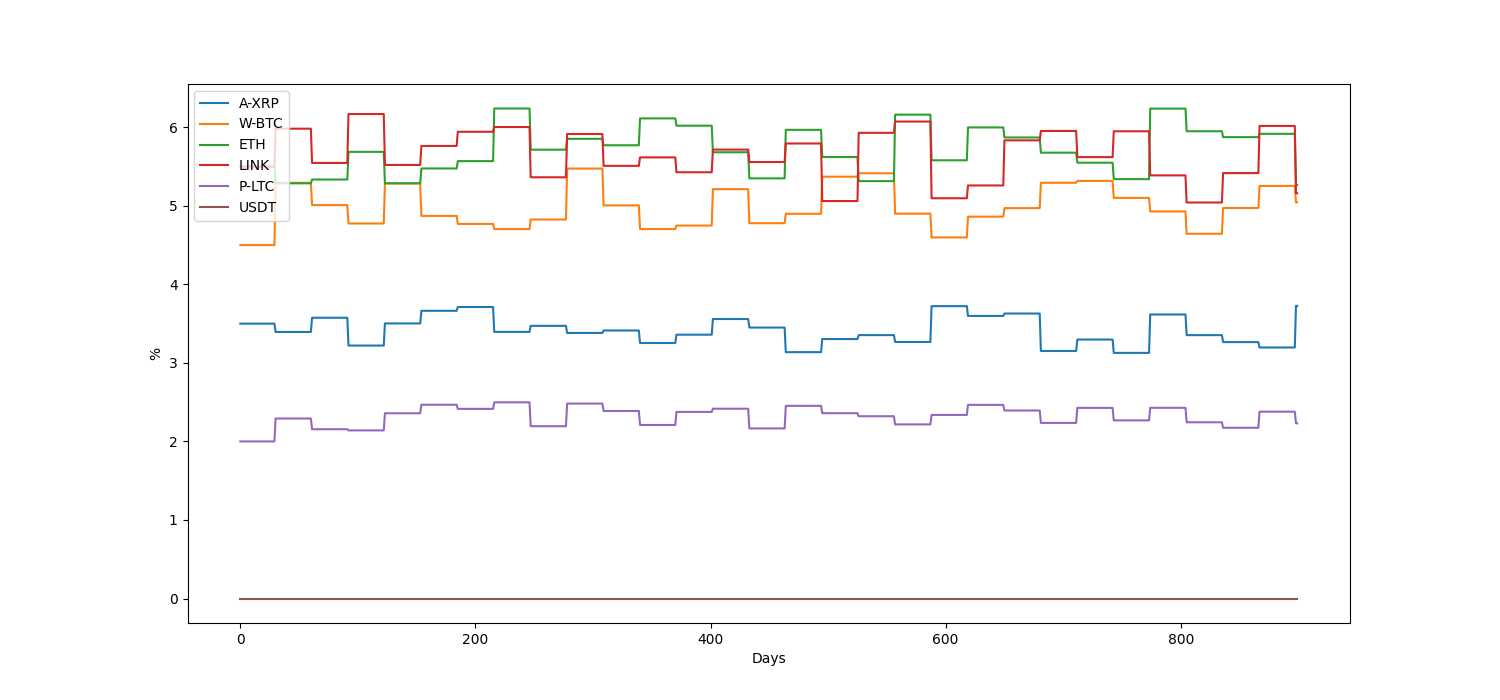 A-XRP
W-BTC
ETH
LINK
P-LTC
USDT
%
6
5
4
3
2
1
0
0 200 400 600 800
Days